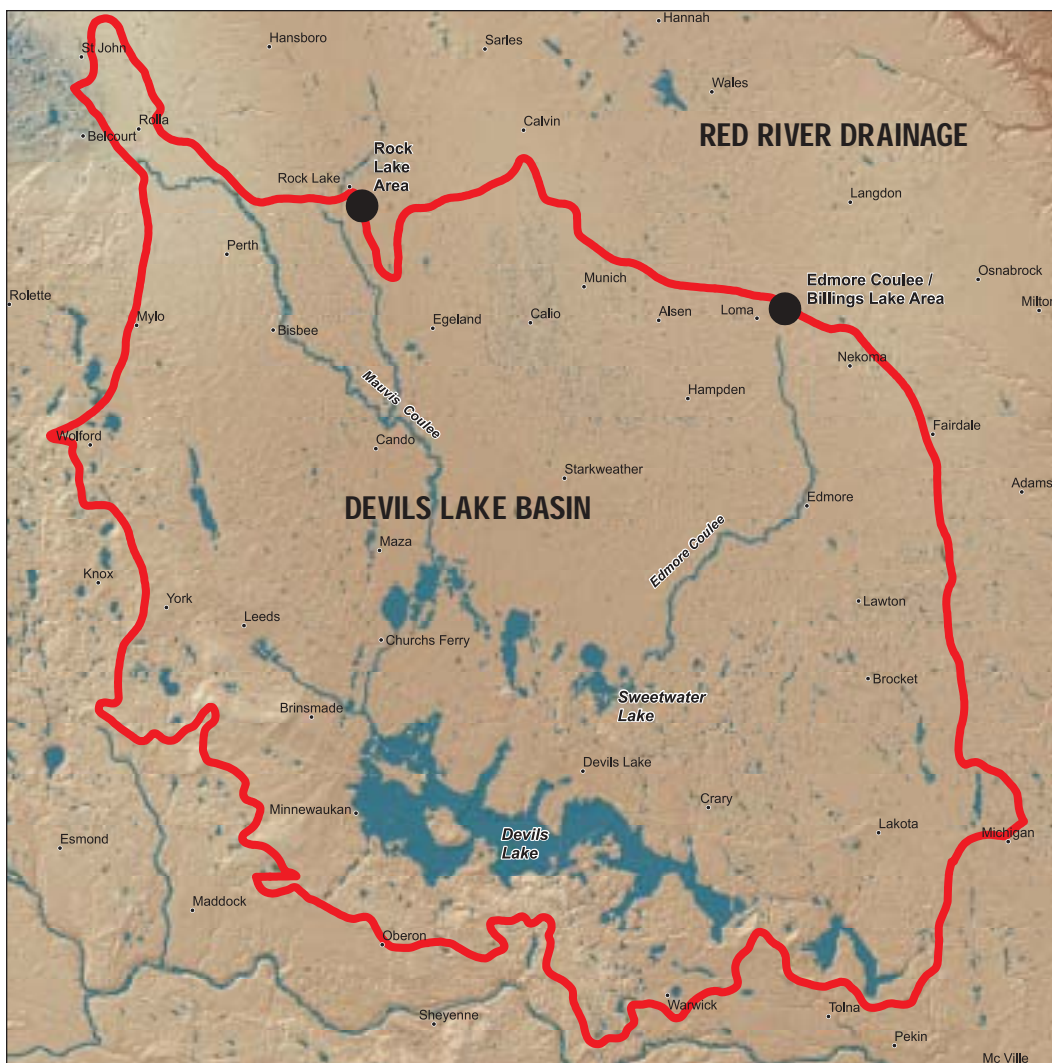 Hannah
St John
Hansboro
Sarles
Wales
Rolla
Belcourt
Calvin
RED RIVER DRAINAGE
Rock
Lake
Area
Rock Lake
Langdon
Perth
Osnabrock
Edmore Coulee /
Billings Lake Area
Munich
Rolette
Milton
Mylo
Bisbee
Egeland
Calio
Alsen
Loma
Nekoma
Mauvis Coulee
Hampden
Wolford
Cando
Fairdale
Starkweather
Adams
DEVILS LAKE BASIN
Edmore
Maza
Edmore Coulee
Knox
York
Leeds
Lawton
Churchs Ferry
Brocket
Sweetwater
Lake
Brinsmade
Devils Lake
Minnewaukan
Crary
Devils
Lake
Lakota
Michigan
Esmond
Maddock
Oberon
Warwick
Tolna
Sheyenne
Pekin
Mc Ville